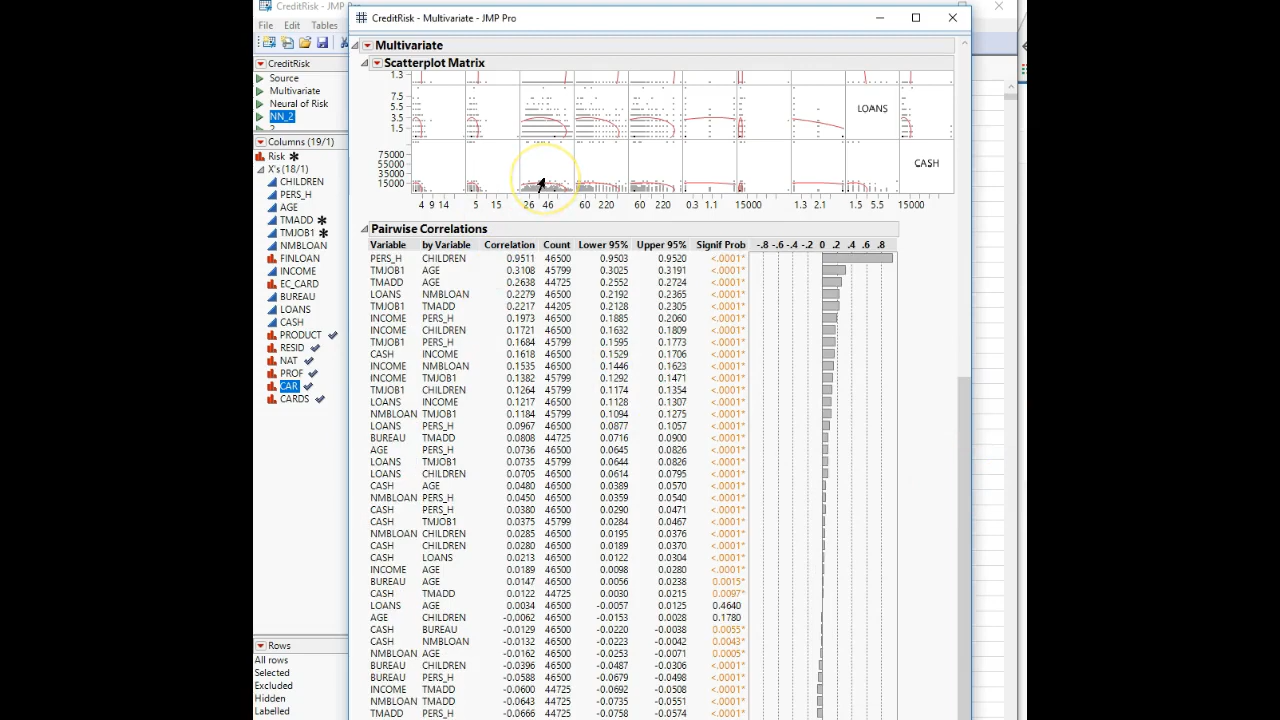 CreditRisk - JMP Pr
File Edit Tables
CreditRisk
Source
Multivariate
Neural of Risk
NN_2
Columns (19/1)
Risk
X's (18/1)
CHILDREN
PERS_H
AGE
TMADD
TMJOB1
NMBLOAN
FINLOAN
INCOME
EC_CARD
BUREAU
LOANS
CASH
PRODUCT
RESID
NAT
PROF
CAR
CARDS
Rows
All rows
Selected
Excluded
Hidden
Labelled
CreditRisk - Multivariate - JMP Pro
Multivariate
Scatterplot Matrix
1.3
7.5
5.5
3.5
1.5
LOANS
75000
55000
35000
15000
CASH
4 9 14 5 15 26 46 60 220 60 220 0.3 1.1 15000 1.3 2.1 1.5 5.5 15000
Pairwise Correlations
Variable by Variable Correlation Count Lower 95% Upper 95% Signif Prob -.8 -.6 -.4 -.2 0 .2 .4 .6 .8
PERS_H CHILDREN 0.9511 46500 0.9503 0.9520 <.0001*
TMJOB1 AGE 0.3108 45799 0.3025 0.3191 <.0001*
TMADD AGE 0.2638 44725 0.2552 0.2724 <.0001*
LOANS NMBLOAN 0.2279 46500 0.2192 0.2365 <.0001*
TMJOB1 TMADD 0.2217 44205 0.2128 0.2305 <.0001*
INCOME PERS_H 0.1973 46500 0.1885 0.2060 <.0001*
INCOME CHILDREN 0.1721 46500 0.1632 0.1809 <.0001*
TMJOB1 PERS_H 0.1684 45799 0.1595 0.1773 <.0001*
CASH INCOME 0.1618 46500 0.1529 0.1706 <.0001*
INCOME NMBLOAN 0.1535 46500 0.1446 0.1623 <.0001*
INCOME TMJOB1 0.1382 45799 0.1292 0.1471 <.0001*
TMJOB1 CHILDREN 0.1264 45799 0.1174 0.1354 <.0001*
LOANS INCOME 0.1217 46500 0.1128 0.1307 <.0001*
NMBLOAN TMJOB1 0.1184 45799 0.1094 0.1275 <.0001*
LOANS PERS_H 0.0967 46500 0.0877 0.1057 <.0001*
BUREAU TMADD 0.0808 44725 0.0716 0.0900 <.0001*
AGE PERS_H 0.0736 46500 0.0645 0.0826 <.0001*
LOANS TMJOB1 0.0735 45799 0.0644 0.0826 <.0001*
LOANS CHILDREN 0.0705 46500 0.0614 0.0795 <.0001*
CASH AGE 0.0480 46500 0.0389 0.0570 <.0001*
NMBLOAN PERS_H 0.0450 46500 0.0359 0.0540 <.0001*
CASH PERS_H 0.0380 46500 0.0290 0.0471 <.0001*
CASH TMJOB1 0.0375 45799 0.0284 0.0467 <.0001*
NMBLOAN CHILDREN 0.0285 46500 0.0195 0.0376 <.0001*
CASH CHILDREN 0.0280 46500 0.0189 0.0370 <.0001*
CASH LOANS 0.0213 46500 0.0122 0.0304 <.0001*
INCOME AGE 0.0189 46500 0.0098 0.0280 <.0001*
BUREAU AGE 0.0147 46500 0.0056 0.0238 0.0015*
CASH TMADD 0.0122 44725 0.0030 0.0215 0.0097*
LOANS AGE 0.0034 46500 -0.0057 0.0125 0.4640
AGE CHILDREN -0.0062 46500 -0.0153 0.0028 0.1780
CASH BUREAU -0.0129 46500 -0.0220 -0.0038 0.0055*
CASH NMBLOAN -0.0132 46500 -0.0223 -0.0042 0.0043*
NMBLOAN AGE -0.0162 46500 -0.0253 -0.0071 0.0005*
BUREAU CHILDREN -0.0396 46500 -0.0487 -0.0306 <.0001*
BUREAU PERS_H -0.0588 46500 -0.0679 -0.0498 <.0001*
INCOME TMADD -0.0600 44725 -0.0692 -0.0508 <.0001*
NMBLOAN TMADD -0.0643 44725 -0.0735 -0.0551 <.0001*
TMADD PERS_H -0.0666 44725 -0.0758 -0.0574 <.0001*